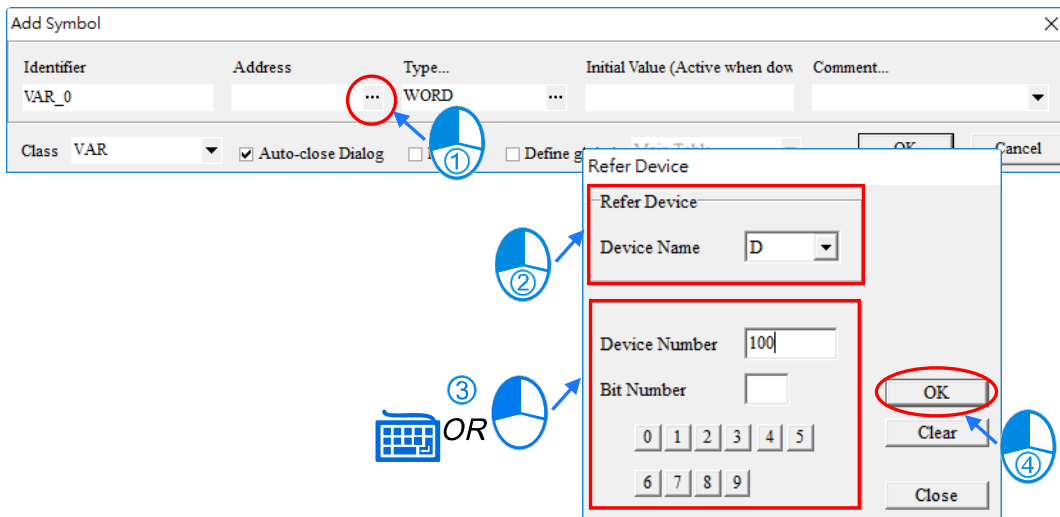 Add Symbol
Identifier Address Type... Initial Value (Active when dow Comment...
VAR_0 ... WORD ...
Class VAR Auto-close Dialog Define g OK Cancel
①
Refer Device
Refer Device
Device Name D
②
Device Number 100
③
Bit Number
OK
OR
0 1 2 3 4 5
Clear
④
6 7 8 9
Close